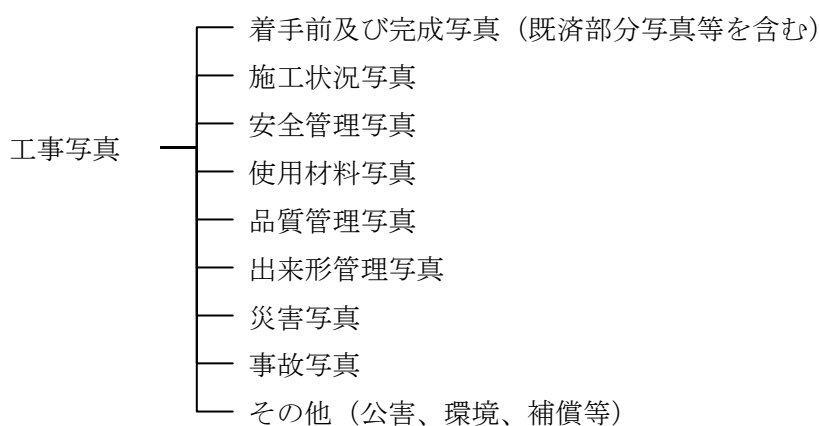 着手前及び完成写真（既済部分写真等を含む）
施工状況写真
安全管理写真
工事写真
使用材料写真
品質管理写真
出来形管理写真
災害写真
事故写真
その他（公害、環境、補償等）